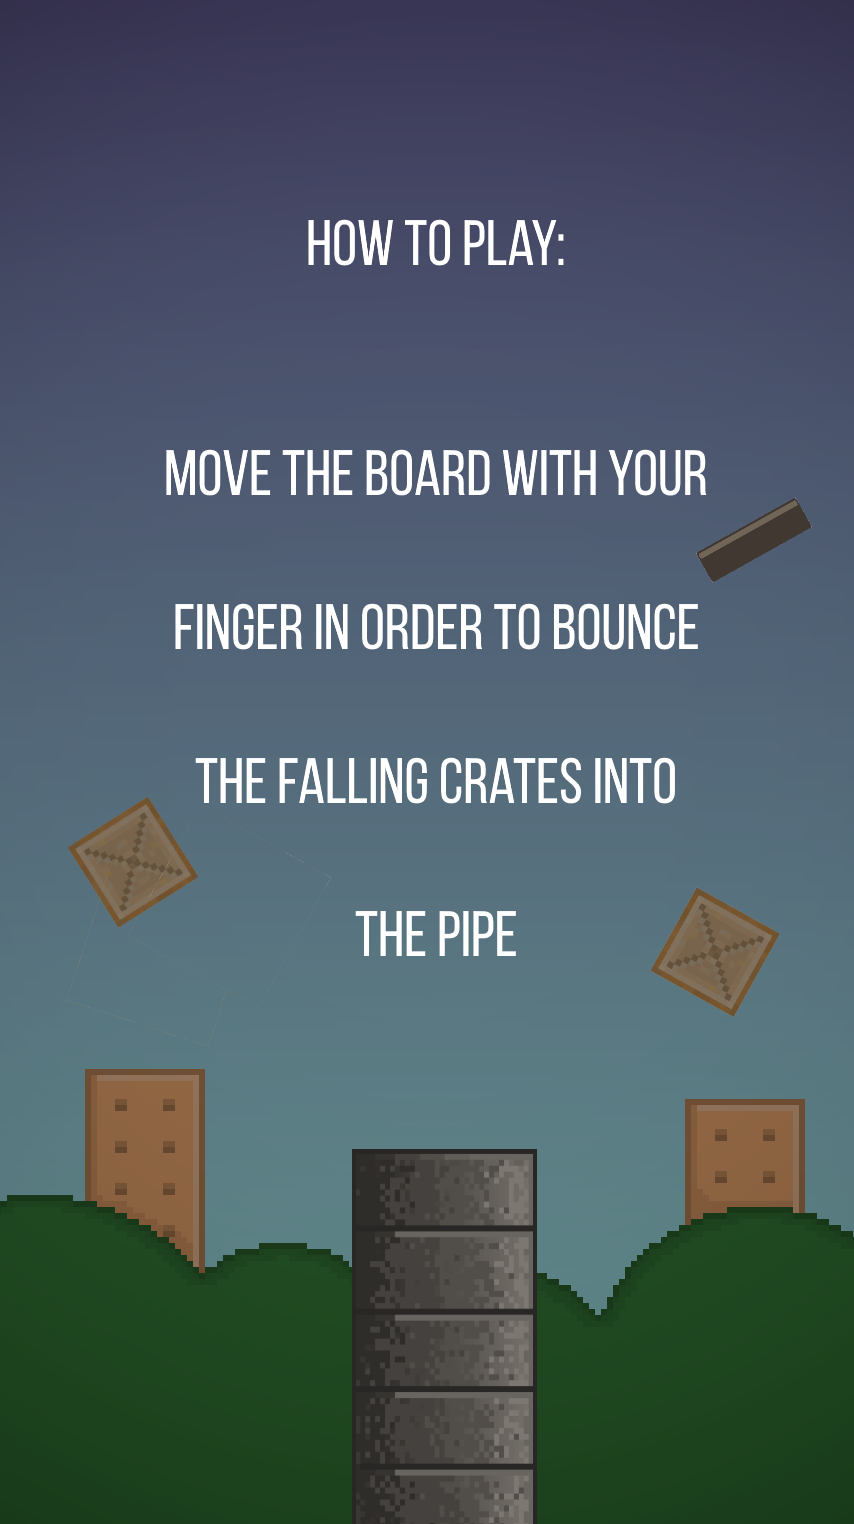 HOW TO PLAY:
MOVE THE BOARD WITH YOUR
FINGER IN ORDER TO BOUNCE
THE FALLING CRATES INTO
THE PIPE